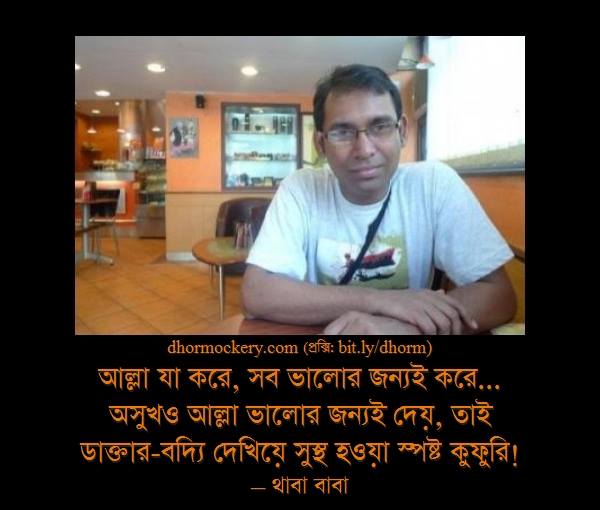 dhormockery.com (প্রক্সি: bit.ly/dhorm)
আল্লা যা করে, সব ভালোর জন্যই করে...
অসুখও আল্লা ভালোর জন্যই দেয়, তাই
ডাক্তার-বদ্যি দেখিয়ে সুস্থ হওয়া স্পষ্ট কুফুরি!
– থাবা বাবা